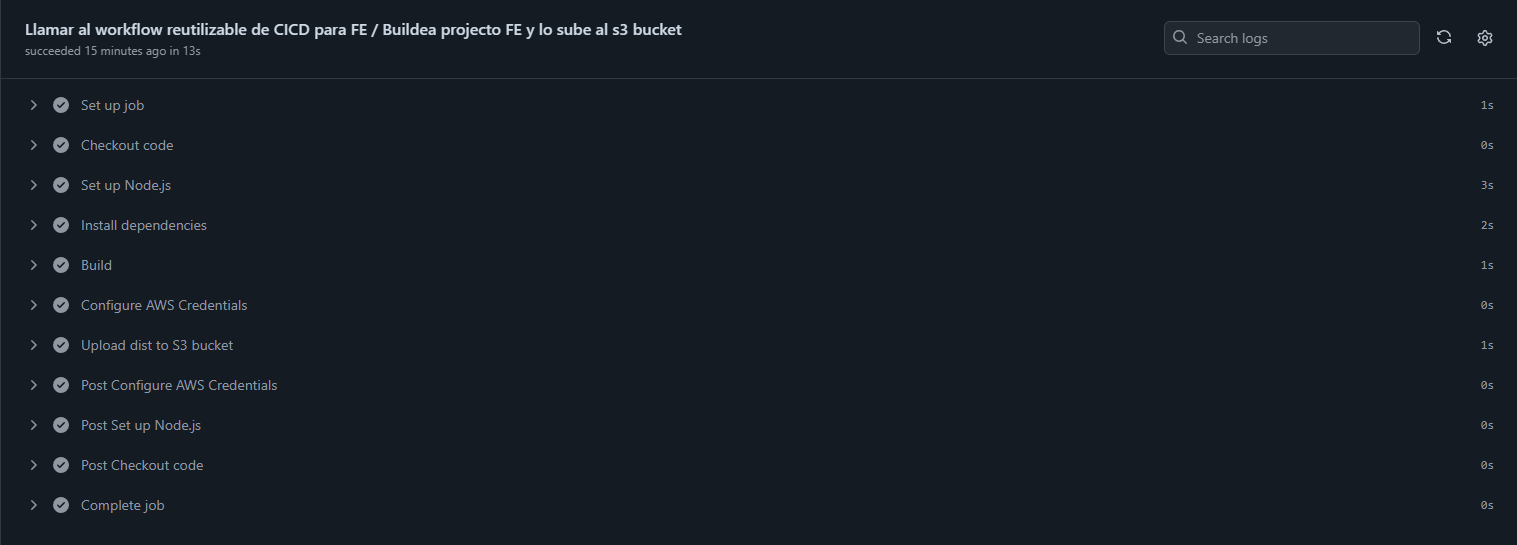 Llamar al workflow reutilizable de CICD para FE / Buildea projecto FE y lo sube al s3 bucket
succeeded 15 minutes ago in 13s
Search logs
Set up job 1s
Checkout code 0s
Set up Node.js 3s
Install dependencies 2s
Build 1s
Configure AWS Credentials 0s
Upload dist to S3 bucket 1s
Post Configure AWS Credentials 0s
Post Set up Node.js 0s
Post Checkout code 0s
Complete job 0s